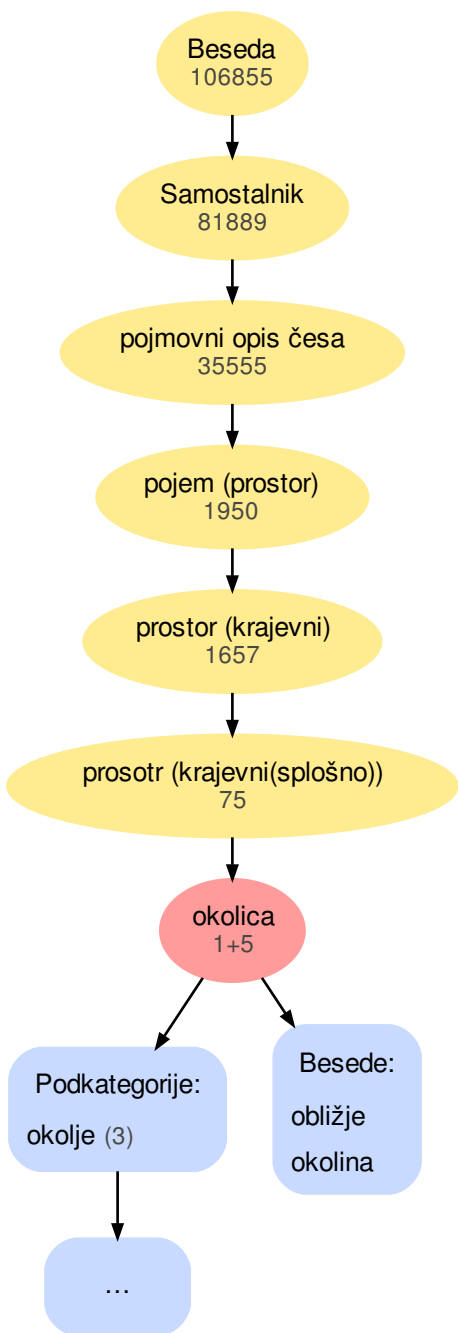 Beseda
106855
Samostalnik
81889
pojmovni opis česa
35555
pojem (prostor)
1950
prostor (krajevni)
1657
prosotr (krajevni(splošno))
75
okolica
1+5
Podkategorije:
okolje (3)
Besede:
obližje
okolina
...